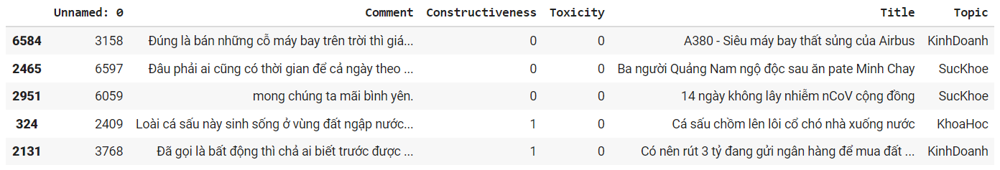 Unnamed: 0 Comment Constructiveness Toxicity Title Topic
6584 3158 Đúng là bán những cỗ máy bay trên trời thì giá... 0 0 A380 - Siêu máy bay thất sủng của Airbus KinhDoanh
2465 6597 Đâu phải ai cũng có thời gian để cả ngày theo ... 0 0 Ba người Quảng Nam ngộ độc sau ăn pate Minh Chay SucKhoe
2951 6059 mong chúng ta mãi bình yên. 0 0 14 ngày không lây nhiễm nCoV cộng đồng SucKhoe
324 2409 Loài cá sấu này sinh sống ở vùng đất ngập nước... 1 0 Cá sấu chồm lên lôi cổ chó nhà xuống nước KhoaHoc
2131 3768 Đã gọi là bất động thì chả ai biết trước được ... 1 0 Có nên rút 3 tỷ đang gửi ngân hàng để mua đất ... KinhDoanh